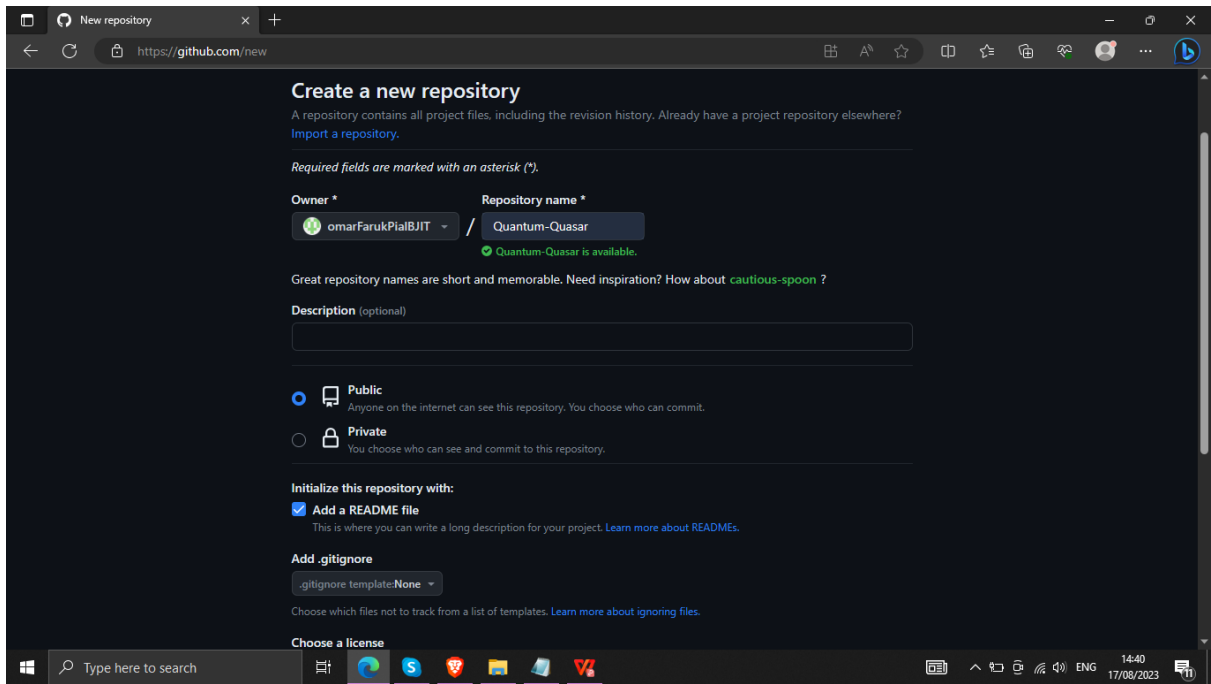 New repository
https://github.com/new
Create a new repository
A repository contains all project files, including the revision history. Already have a project repository elsewhere?
Import a repository.
Required fields are marked with an asterisk (*).
Owner *
Repository name *
omarFarukPialBJIT / Quantum-Quasar
Quantum-Quasar is available.
Great repository names are short and memorable. Need inspiration? How about cautious-spoon ?
Description (optional)
Public
Anyone on the internet can see this repository. You choose who can commit.
Private
You choose who can see and commit to this repository.
Initialize this repository with:
Add a README file
This is where you can write a long description for your project. Learn more about READMEs.
Add .gitignore
.gitignore template:None
Choose which files not to track from a list of templates. Learn more about ignoring files.
Choose a license
Type here to search
ENG
14:40
17/08/2023
11